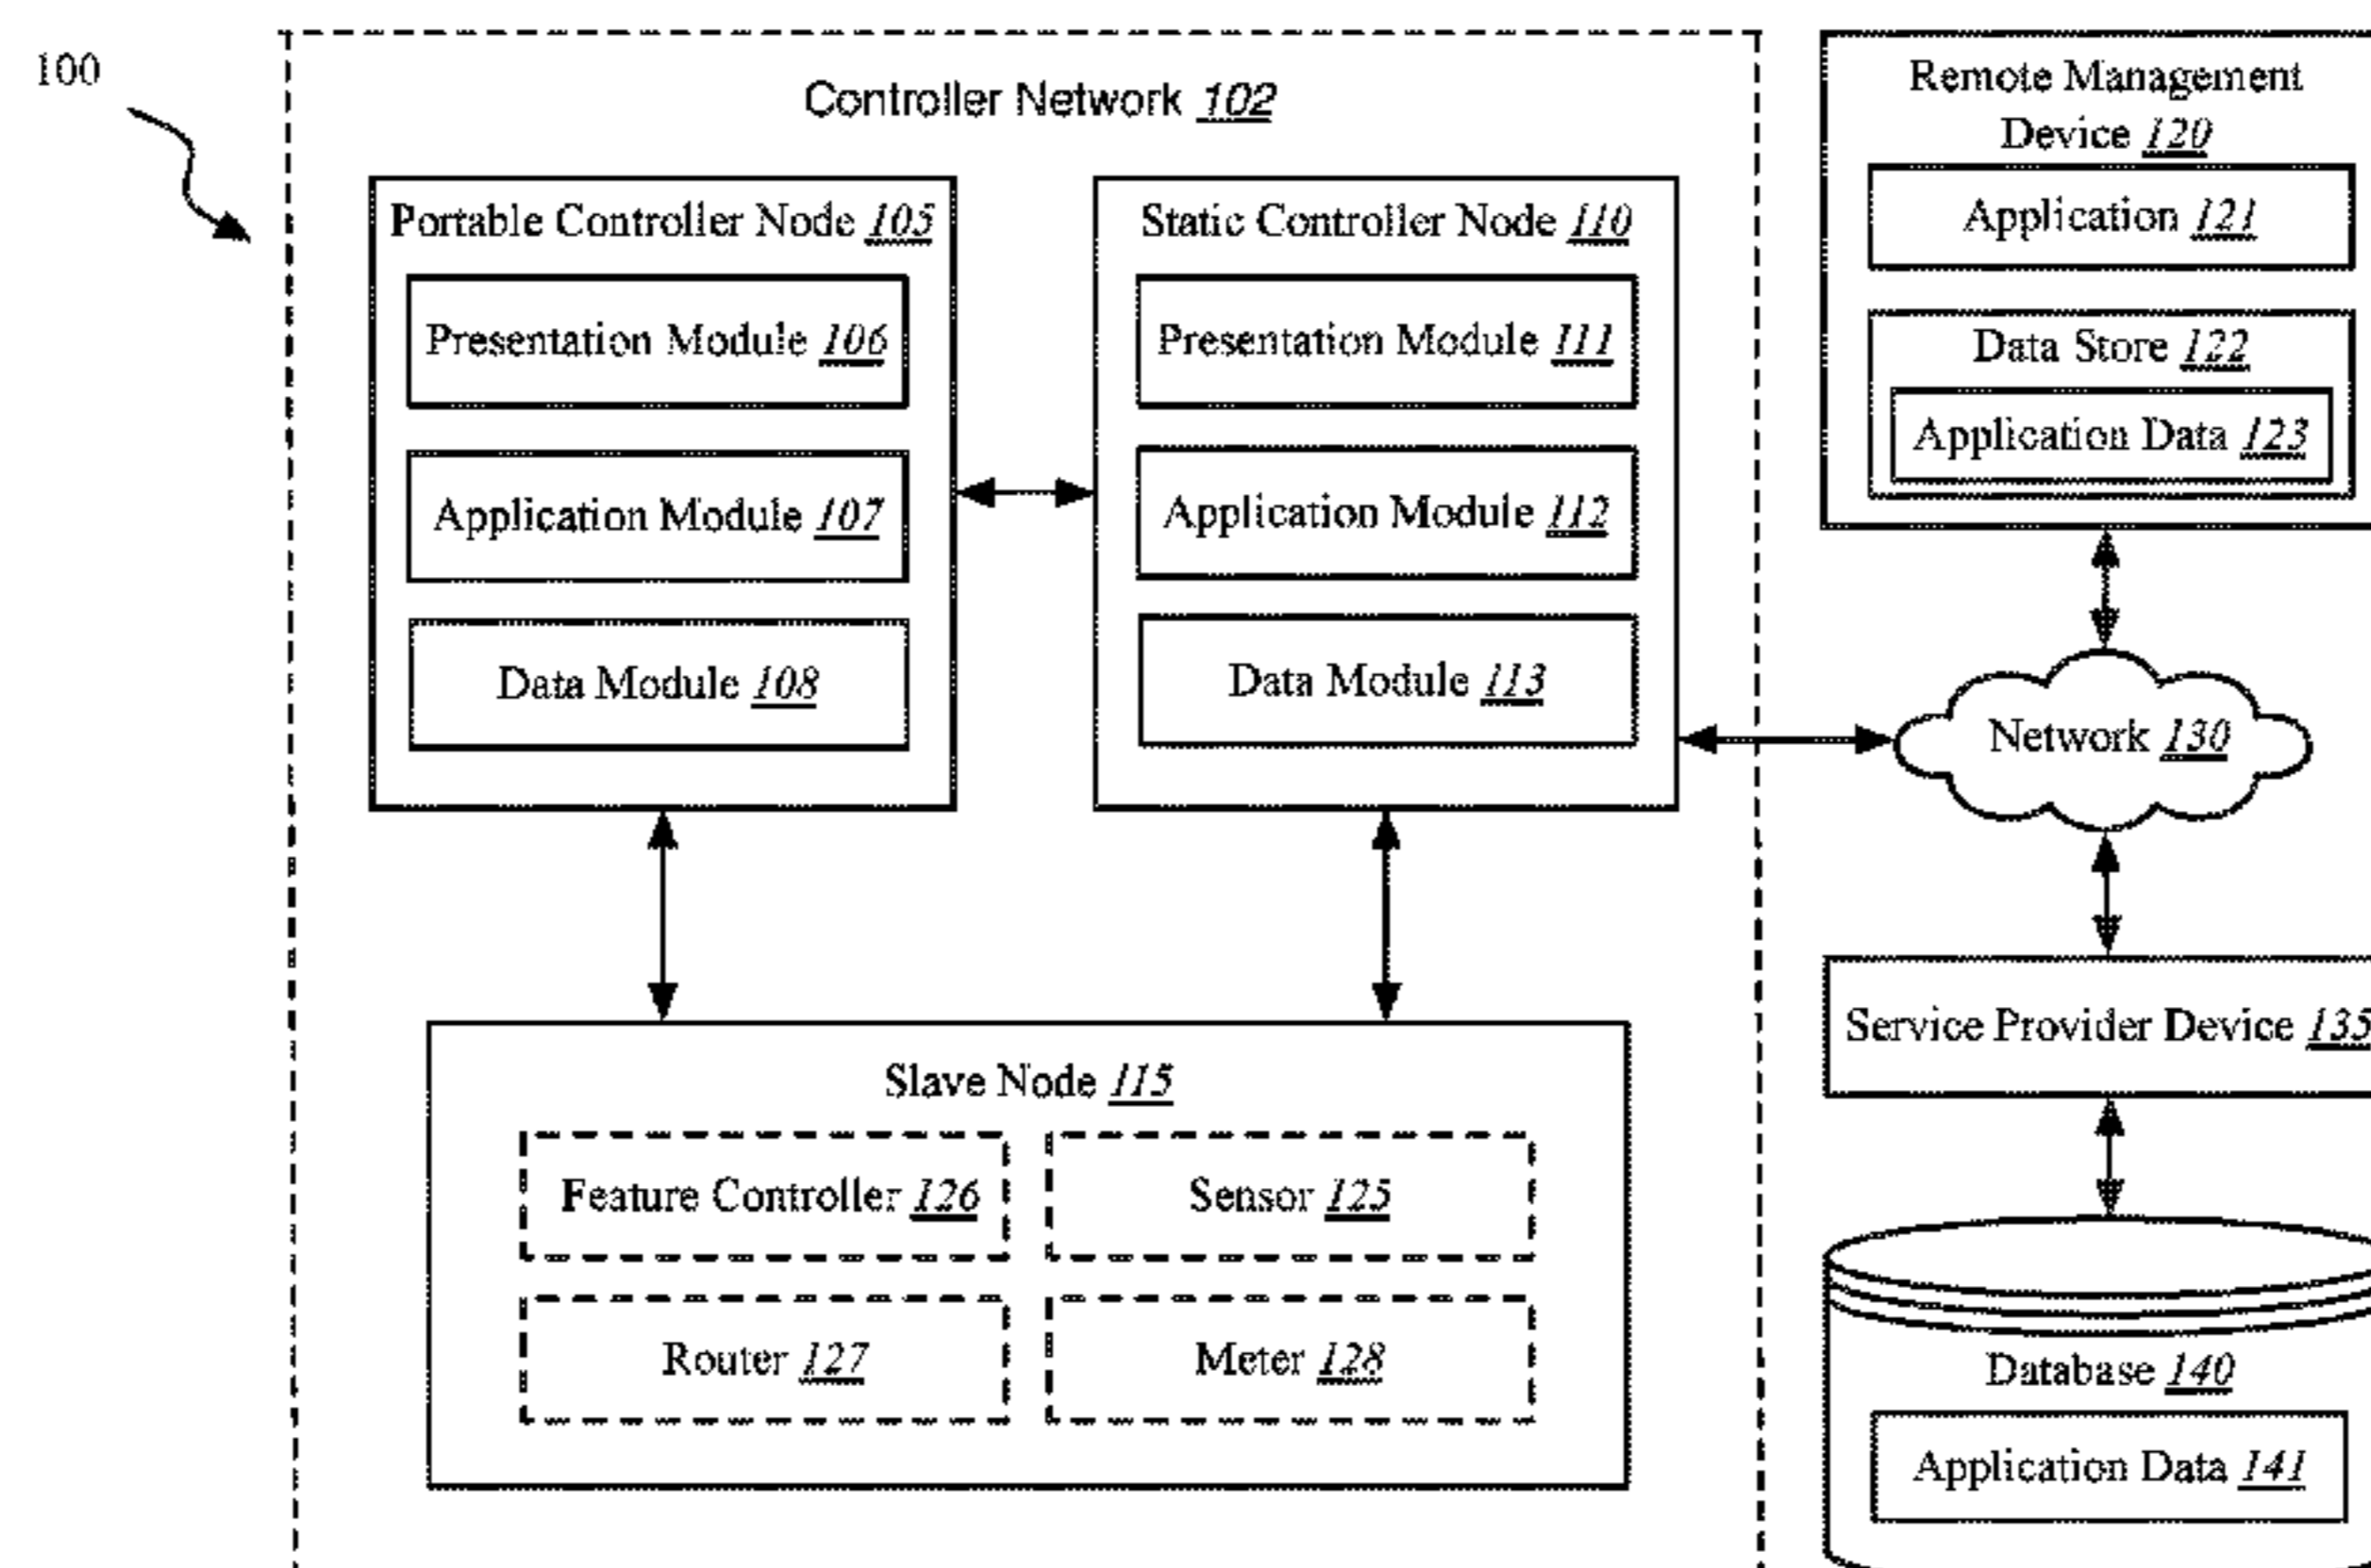 100
Controller Network 102
Portable Controller Node 105
Presentation Module 106
Application Module 107
Data Module 108
Static Controller Node 110
Presentation Module 111
Application Module 112
Data Module 113
Slave Node 115
Feature Controller 126
Sensor 125
Router 127
Meter 128
Remote Management
Device 120
Application 121
Data Store 122
Application Data 123
Network 130
Service Provider Device 135
Database 140
Application Data 141